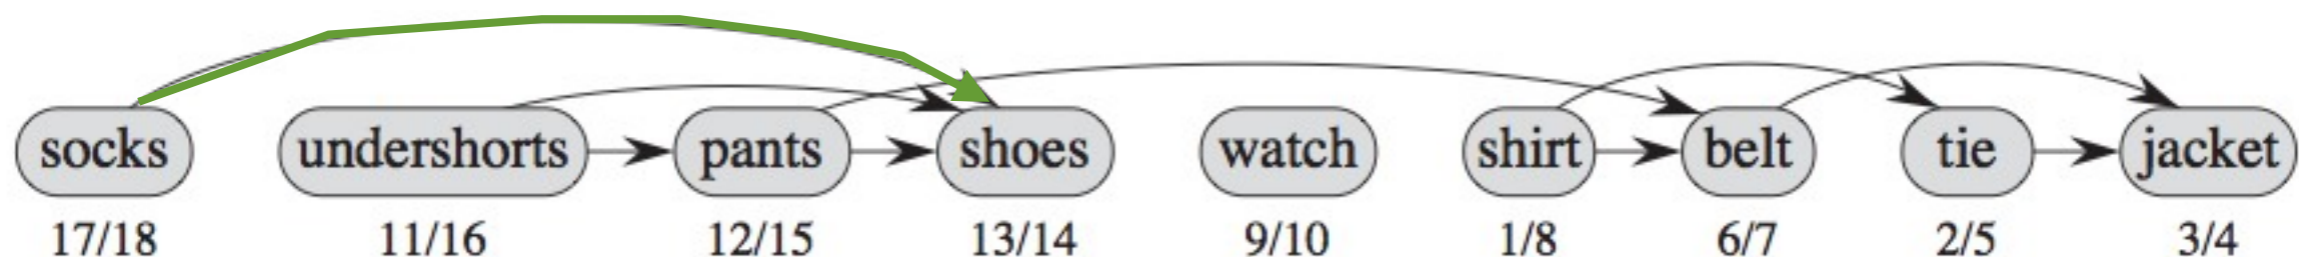 socks undershorts pants shoes watch shirt belt tie jacket
17/18 11/16 12/15 13/14 9/10 1/8 6/7 2/5 3/4